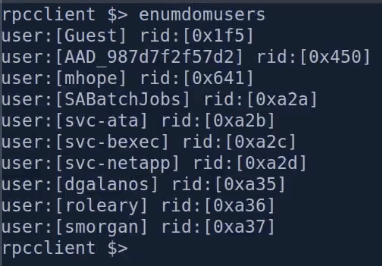 rpcclient $> enumdomusers
user:[Guest] rid:[0x1f5]
user:[AAD_987d7f2f57d2] rid:[0x450]
user:[mhope] rid:[0x641]
user:[SABatchJobs] rid:[0xa2a]
user:[svc-ata] rid:[0xa2b]
user:[svc-bexec] rid:[0xa2c]
user:[svc-netapp] rid:[0xa2d]
user:[dgalanos] rid:[0xa35]
user:[roleary] rid:[0xa36]
user:[smorgan] rid:[0xa37]
rpcclient $>